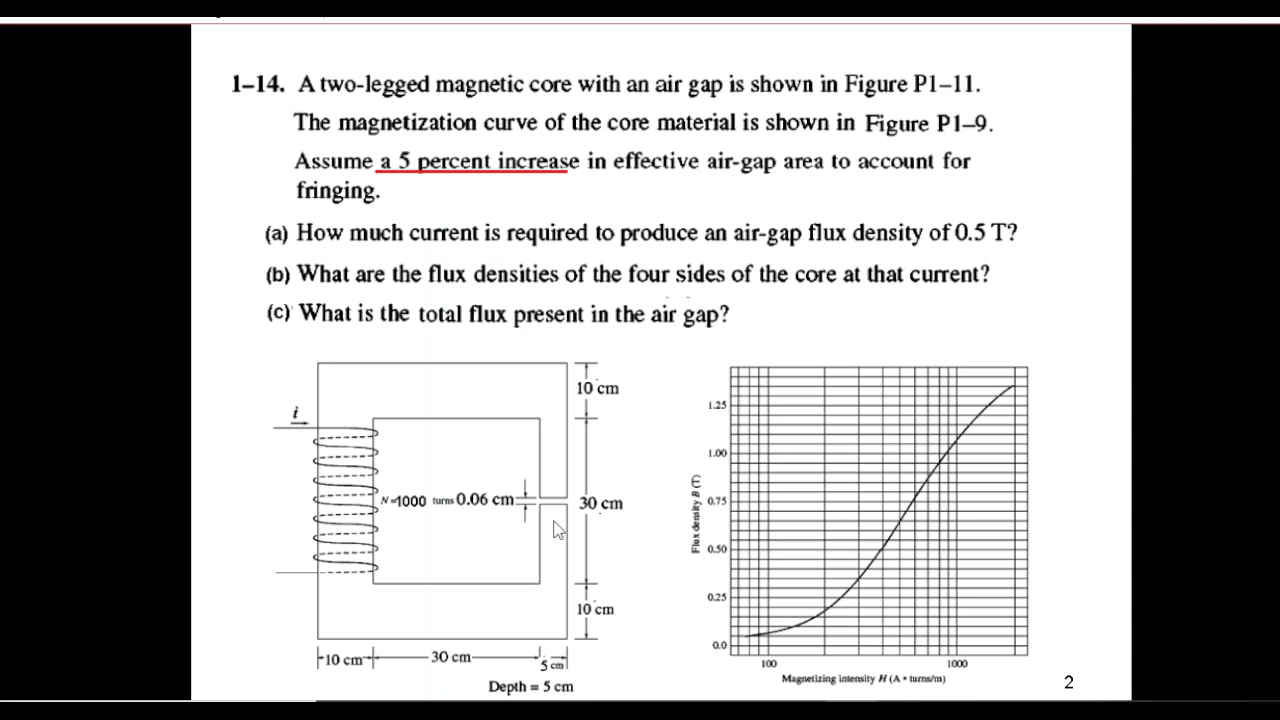 1–14. A two-legged magnetic core with an air gap is shown in Figure P1–11.
The magnetization curve of the core material is shown in Figure P1–9.
Assume a 5 percent increase in effective air-gap area to account for
fringing.
(a) How much current is required to produce an air-gap flux density of 0.5 T?
(b) What are the flux densities of the four sides of the core at that current?
(c) What is the total flux present in the air gap?
i
N=1000 turns 0.06 cm
10 cm
30 cm
10 cm
10 cm
30 cm
5 cm
Depth = 5 cm
Flux density B (T)
1.25
1.00
0.75
0.50
0.25
0.0
100
1000
Magnetizing intensity H (A • turns/m)
2